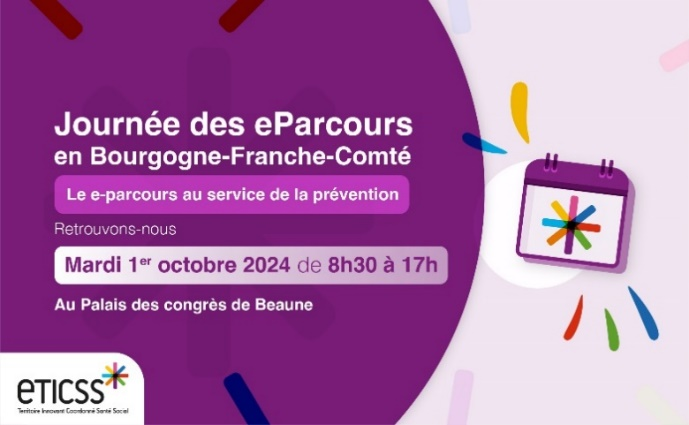 Journée des eParcours
en Bourgogne-Franche-Comté
Le e-parcours au service de la prévention
Retrouvons-nous
Mardi 1er octobre 2024 de 8h30 à 17h
Au Palais des congrès de Beaune
eTICSS
Territoire Innovant Coordonné Santé Social